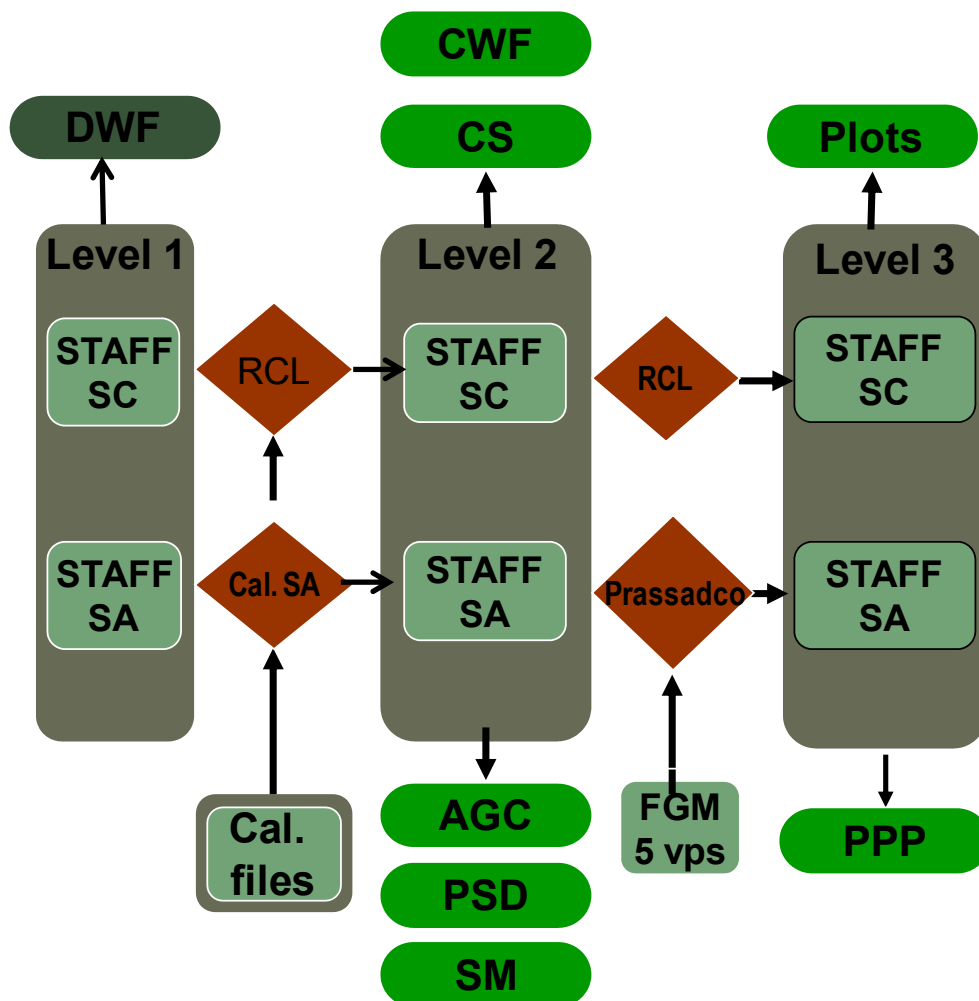 CWF
DWF
CS
Plots
Level 1
Level 2
Level 3
STAFF
SC
RCL
STAFF
SC
RCL
STAFF
SC
STAFF
SA
Cal. SA
STAFF
SA
Prassadco
STAFF
SA
Cal.
files
AGC
FGM
5 vps
PPP
PSD
SM